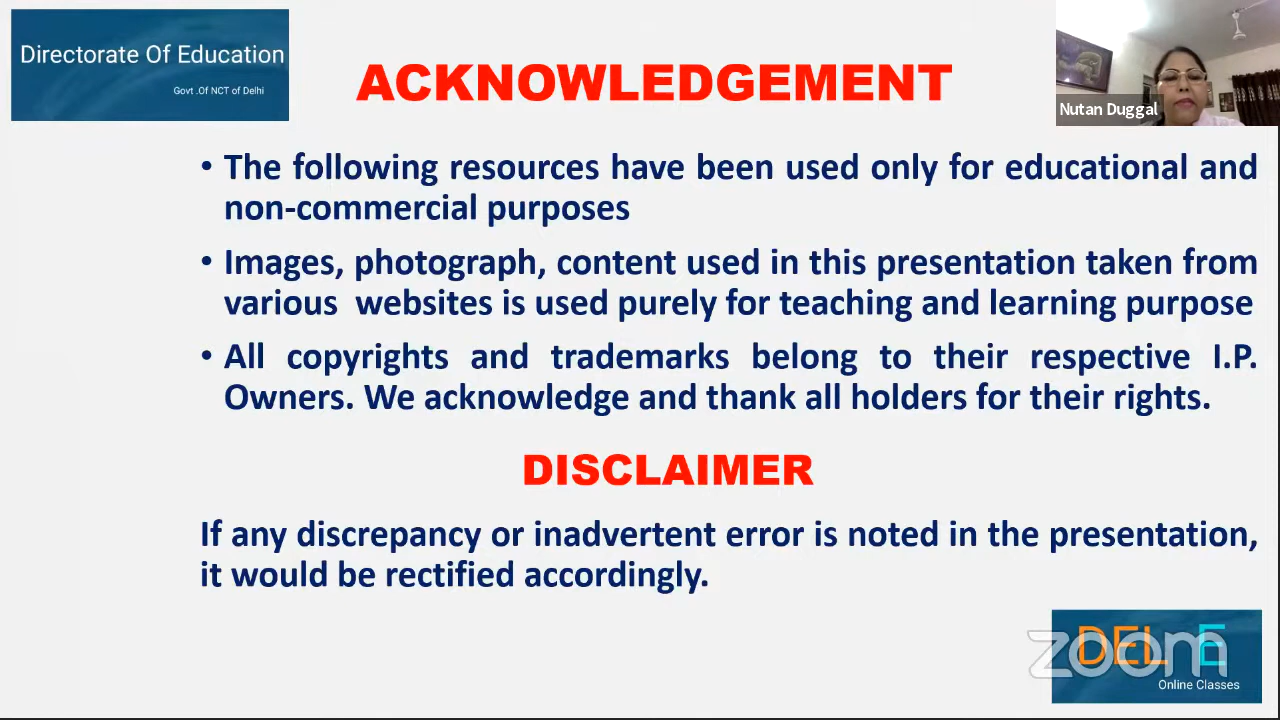 Directorate Of Education
Govt .Of NCT of Delhi
ACKNOWLEDGEMENT
Nutan Duggal
• The following resources have been used only for educational and
non-commercial purposes
• Images, photograph, content used in this presentation taken from
various websites is used purely for teaching and learning purpose
• All copyrights and trademarks belong to their respective I.P.
Owners. We acknowledge and thank all holders for their rights.
DISCLAIMER
If any discrepancy or inadvertent error is noted in the presentation,
it would be rectified accordingly.
DEL E
zoom
Online Classes